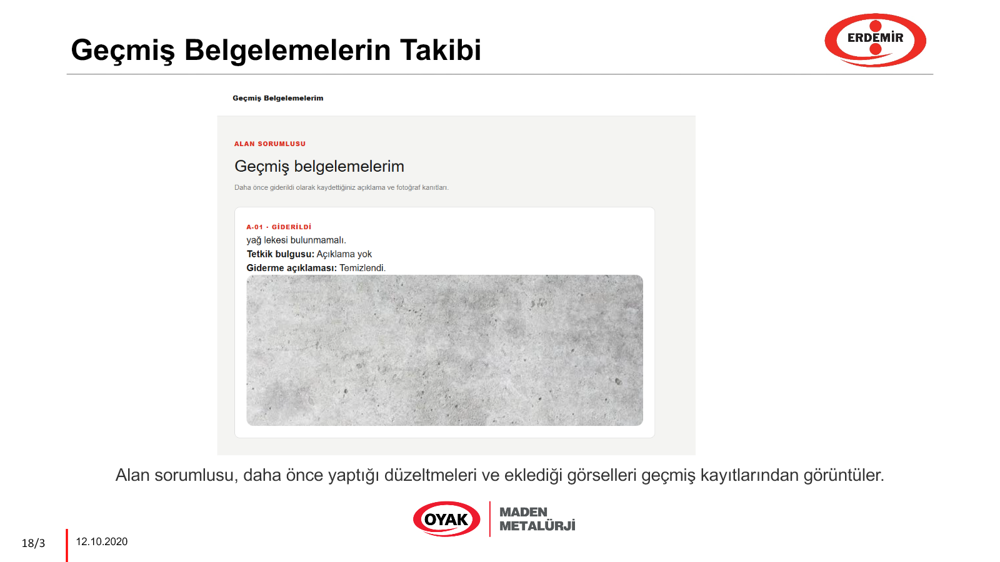 Geçmiş Belgelemelerin Takibi
ERDEMİR
Geçmiş Belgelemelerim
ALAN SORUMLUSU
Geçmiş belgelemelerim
Daha önce giderildi olarak kaydettiğiniz açıklama ve fotoğraf kanıtları.
A-01 · GİDERİLDİ
yağ lekesi bulunmamalı.
Tetkik bulgusu: Açıklama yok
Giderme açıklaması: Temizlendi.
Alan sorumlusu, daha önce yaptığı düzeltmeleri ve eklediği görselleri geçmiş kayıtlarından görüntüler.
OYAK
MADEN
METALÜRJİ
18/3
12.10.2020